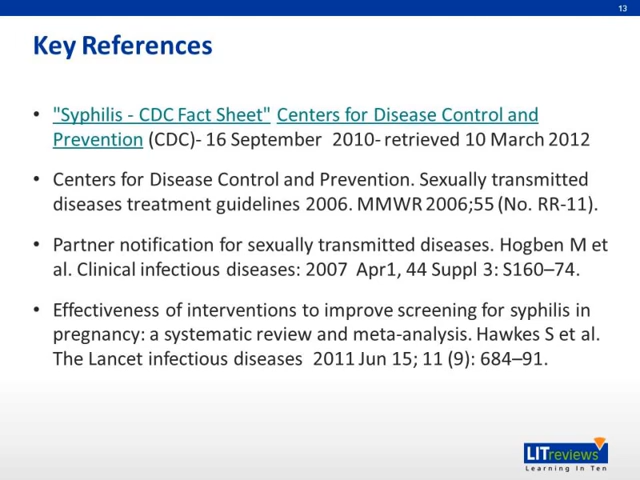 13
Key References
• "Syphilis - CDC Fact Sheet" Centers for Disease Control and
Prevention (CDC)- 16 September 2010- retrieved 10 March 2012
• Centers for Disease Control and Prevention. Sexually transmitted
diseases treatment guidelines 2006. MMWR 2006;55 (No. RR-11).
• Partner notification for sexually transmitted diseases. Hogben M et
al. Clinical infectious diseases: 2007 Apr1, 44 Suppl 3: S160–74.
• Effectiveness of interventions to improve screening for syphilis in
pregnancy: a systematic review and meta-analysis. Hawkes S et al.
The Lancet infectious diseases 2011 Jun 15; 11 (9): 684–91.
LITreviews
Learning In Ten